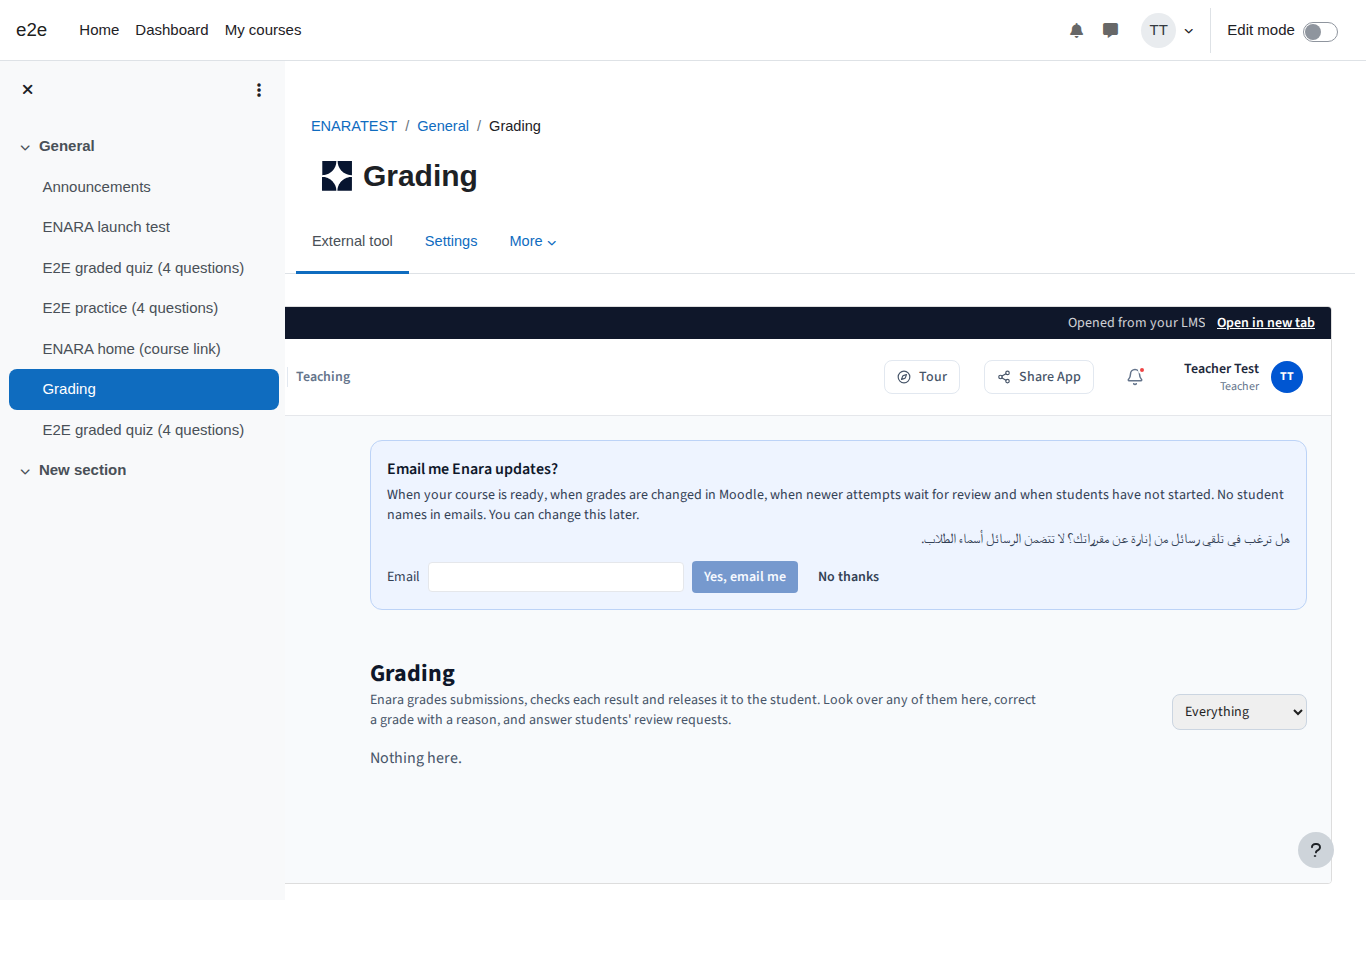 e2e
Home
Dashboard
My courses
TT
Edit mode
General
Announcements
ENARA launch test
E2E graded quiz (4 questions)
E2E practice (4 questions)
ENARA home (course link)
Grading
E2E graded quiz (4 questions)
New section
ENARATEST / General / Grading
Grading
External tool
Settings
More
Opened from your LMS
Open in new tab
Teaching
Tour
Share App
Teacher Test
Teacher
TT
Email me Enara updates?
When your course is ready, when grades are changed in Moodle, when newer attempts wait for review and when students have not started. No student
names in emails. You can change this later.
هل ترغب في تلقي رسائل من إنارة عن مقرراتك؟ لا تتضمن الرسائل أسماء الطلاب.
Email
Yes, email me
No thanks
Grading
Enara grades submissions, checks each result and releases it to the student. Look over any of them here, correct
a grade with a reason, and answer students' review requests.
Everything
Nothing here.
?